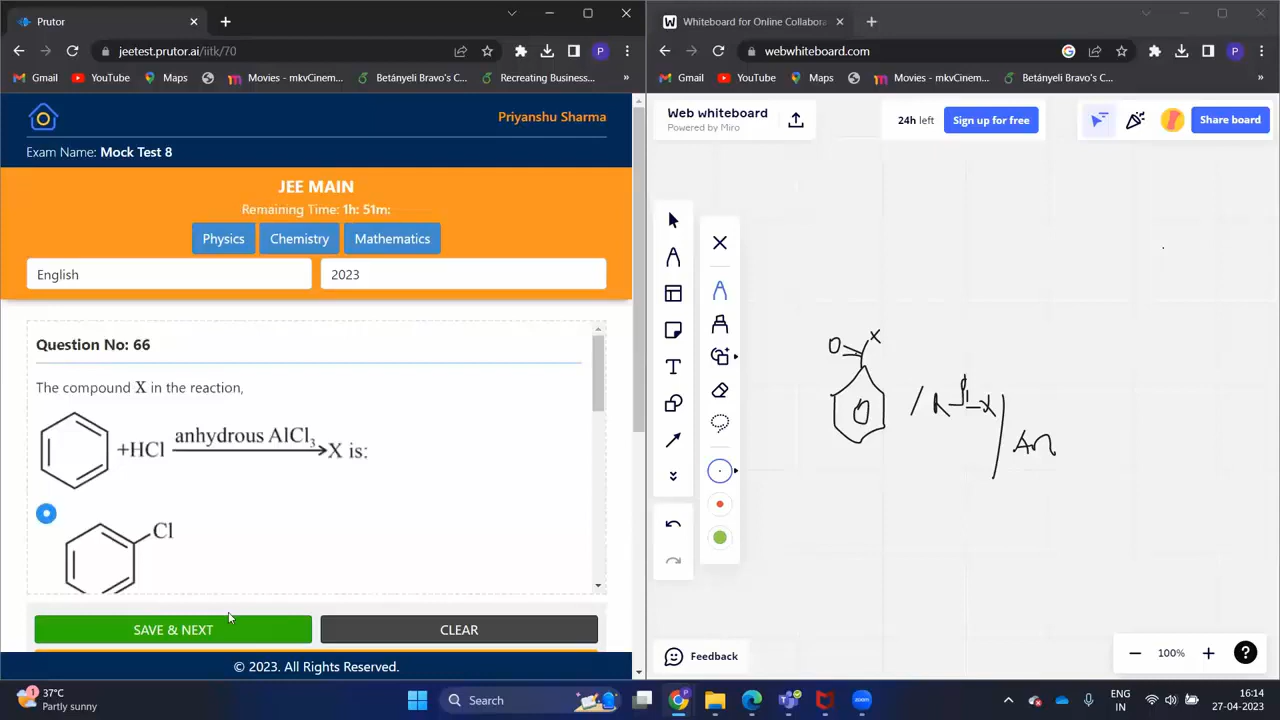 Prutor
Whiteboard for Online Collabora
jeetest.prutor.ai/iitk/70
P
webwhiteboard.com
P
Gmail
YouTube
Maps
Movies - mkvCinem...
Betányeli Bravo's C...
Recreating Business...
»
Gmail
YouTube
Maps
Movies - mkvCinem...
Betányeli Bravo's C...
»
Priyanshu Sharma
Exam Name: Mock Test 8
JEE MAIN
Remaining Time: 1h: 51m:
Physics
Chemistry
Mathematics
English
2023
Question No: 66
The compound X in the reaction,
+HCl
anhydrous AlCl₃
X is:
Cl
SAVE & NEXT
CLEAR
© 2023. All Rights Reserved.
Web whiteboard
Powered by Miro
24h left
Sign up for free
Share board
T
O
X
R
X
Feedback
100%
?
1
37°C
Partly sunny
Search
ENG
IN
16:14
27-04-2023